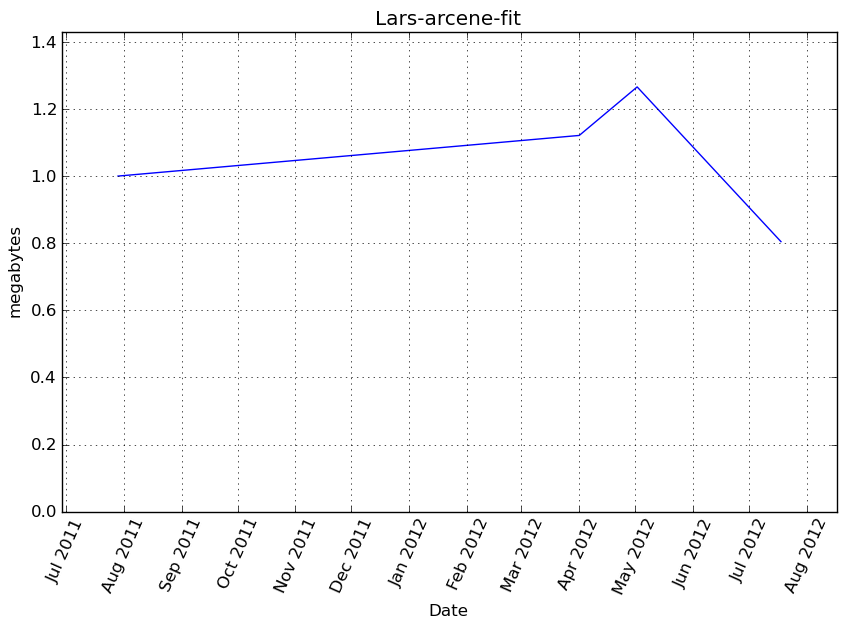 Lars-arcene-fit
1.4
1.2
1.0
0.8
0.6
0.4
0.2
0.0
megabytes
Jul 2011
Aug 2011
Sep 2011
Oct 2011
Nov 2011
Dec 2011
Jan 2012
Feb 2012
Mar 2012
Apr 2012
May 2012
Jun 2012
Jul 2012
Aug 2012
Date